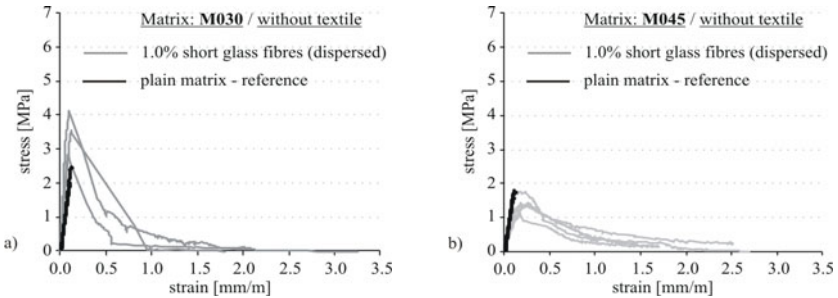 Matrix: M030 / without textile
1.0% short glass fibres (dispersed)
plain matrix - reference
stress [MPa]
7
6
5
4
3
2
1
0
0.0 0.5 1.0 1.5 2.0 2.5 3.0 3.5
strain [mm/m]
a)
Matrix: M045 / without textile
1.0% short glass fibres (dispersed)
plain matrix - reference
stress [MPa]
7
6
5
4
3
2
1
0
0.0 0.5 1.0 1.5 2.0 2.5 3.0 3.5
strain [mm/m]
b)